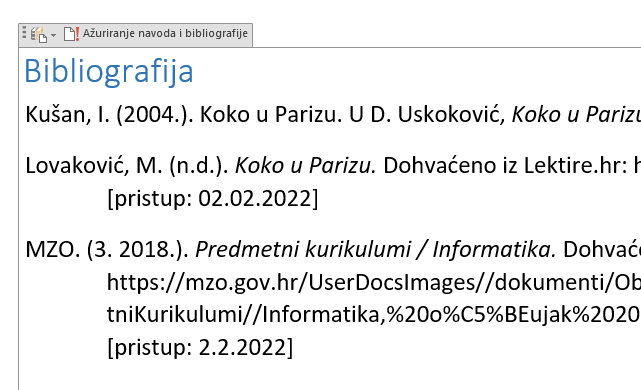 Ažuriranje navoda i bibliografije
Bibliografija
Kušan, I. (2004.). Koko u Parizu. U D. Uskoković, Koko u Parizu
Lovaković, M. (n.d.). Koko u Parizu. Dohvaćeno iz Lektire.hr: h
[pristup: 02.02.2022]
MZO. (3. 2018.). Predmetni kurikulumi / Informatika. Dohvaće
https://mzo.gov.hr/UserDocsImages//dokumenti/Ob
tniKurikulumi//Informatika,%20o%C5%BEujak%2020
[pristup: 2.2.2022]